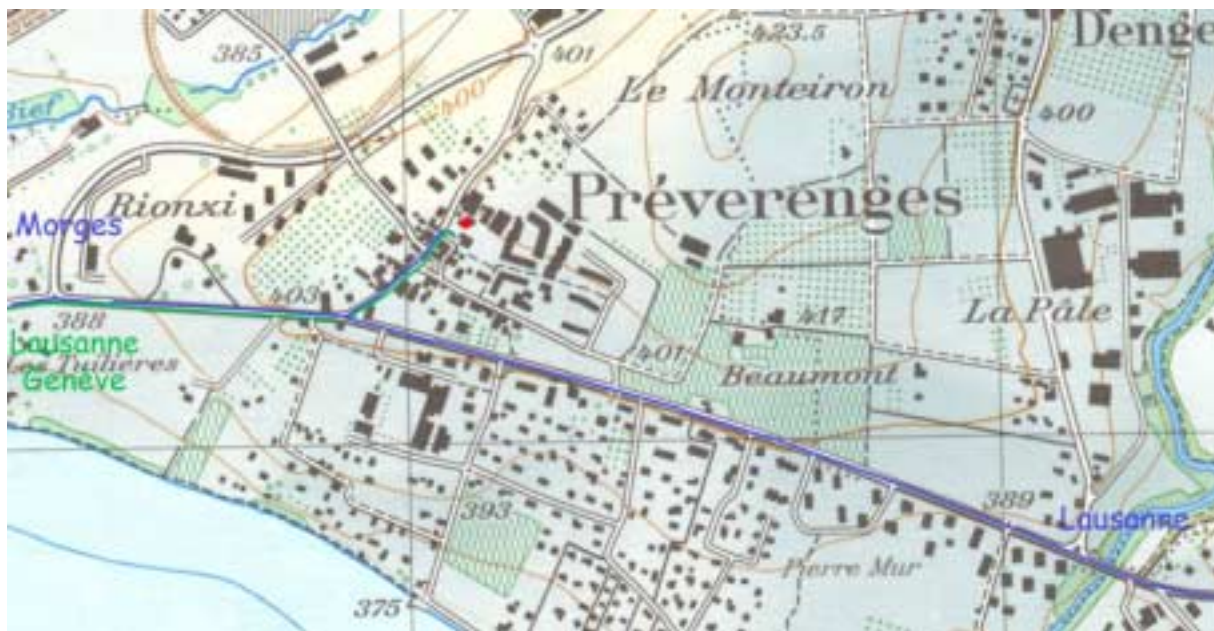 Denge
423.5
385
401
Le Monteiron
400
400
Rionxi
Morges
Préverenges
403
417
La Pâle
388
Lausanne
Les Tuilières
Genève
401
Beaumont
389
393
Lausanne
Pierre Mur
375